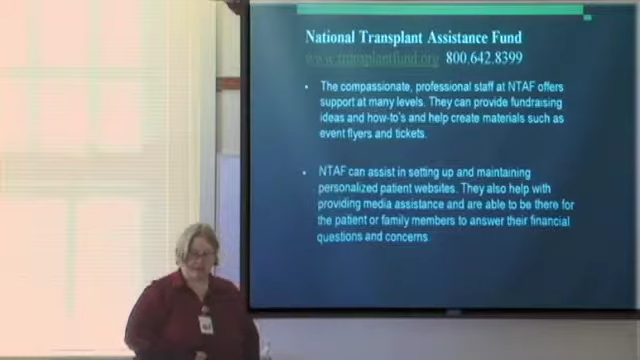 National Transplant Assistance Fund
www.transplantfund.org 800.642.8399
• The compassionate, professional staff at NTAF offers
support at many levels. They can provide fundraising
ideas and how-to's and help create materials such as
event flyers and tickets.
• NTAF can assist in setting up and maintaining
personalized patient websites. They also help with
providing media assistance and are able to be there for
the patient or family members to answer their financial
questions and concerns.